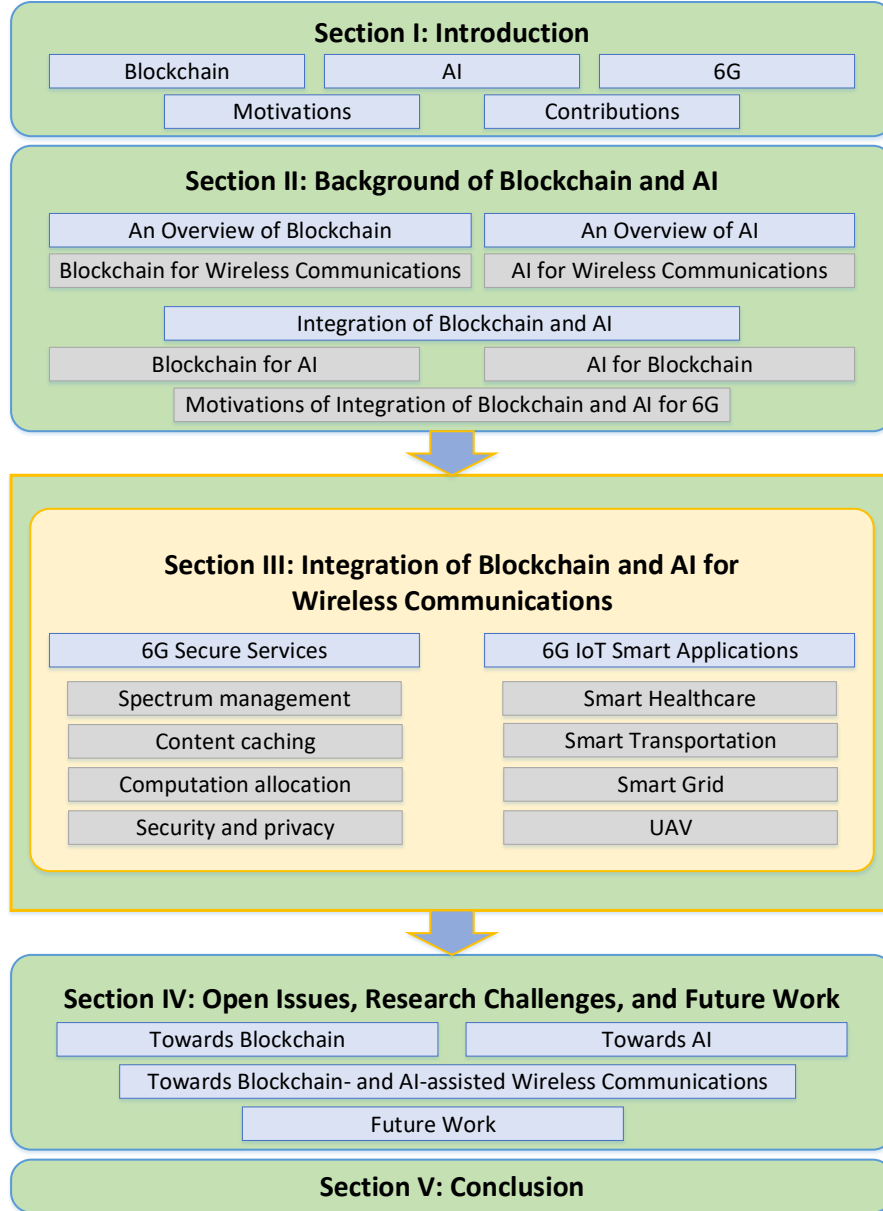 Section I: Introduction
Blockchain
AI
6G
Motivations
Contributions
Section II: Background of Blockchain and AI
An Overview of Blockchain
An Overview of AI
Blockchain for Wireless Communications
AI for Wireless Communications
Integration of Blockchain and AI
Blockchain for AI
AI for Blockchain
Motivations of Integration of Blockchain and AI for 6G
Section III: Integration of Blockchain and AI for
Wireless Communications
6G Secure Services
Spectrum management
Content caching
Computation allocation
Security and privacy
6G IoT Smart Applications
Smart Healthcare
Smart Transportation
Smart Grid
UAV
Section IV: Open Issues, Research Challenges, and Future Work
Towards Blockchain
Towards AI
Towards Blockchain- and AI-assisted Wireless Communications
Future Work
Section V: Conclusion